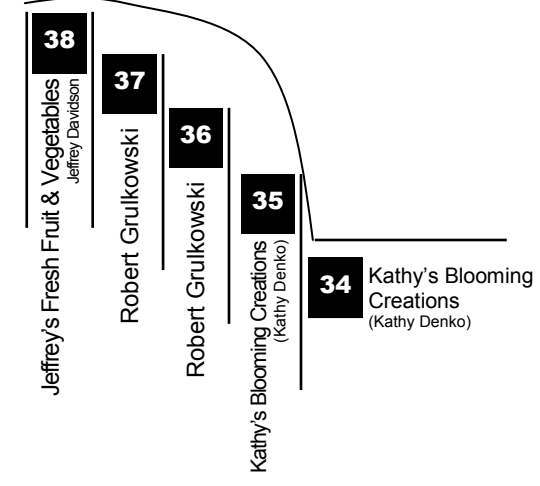 38
Jeffrey's Fresh Fruit & Vegetables
Jeffrey Davidson
37
Robert Grulkowski
36
Robert Grulkowski
35
Kathy's Blooming Creations
(Kathy Denko)
34
Kathy's Blooming
Creations
(Kathy Denko)